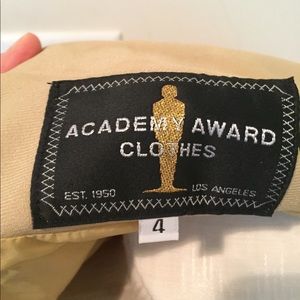 ACADEMY AWARD
CLOTHES
EST. 1950 LOS ANGELES
4